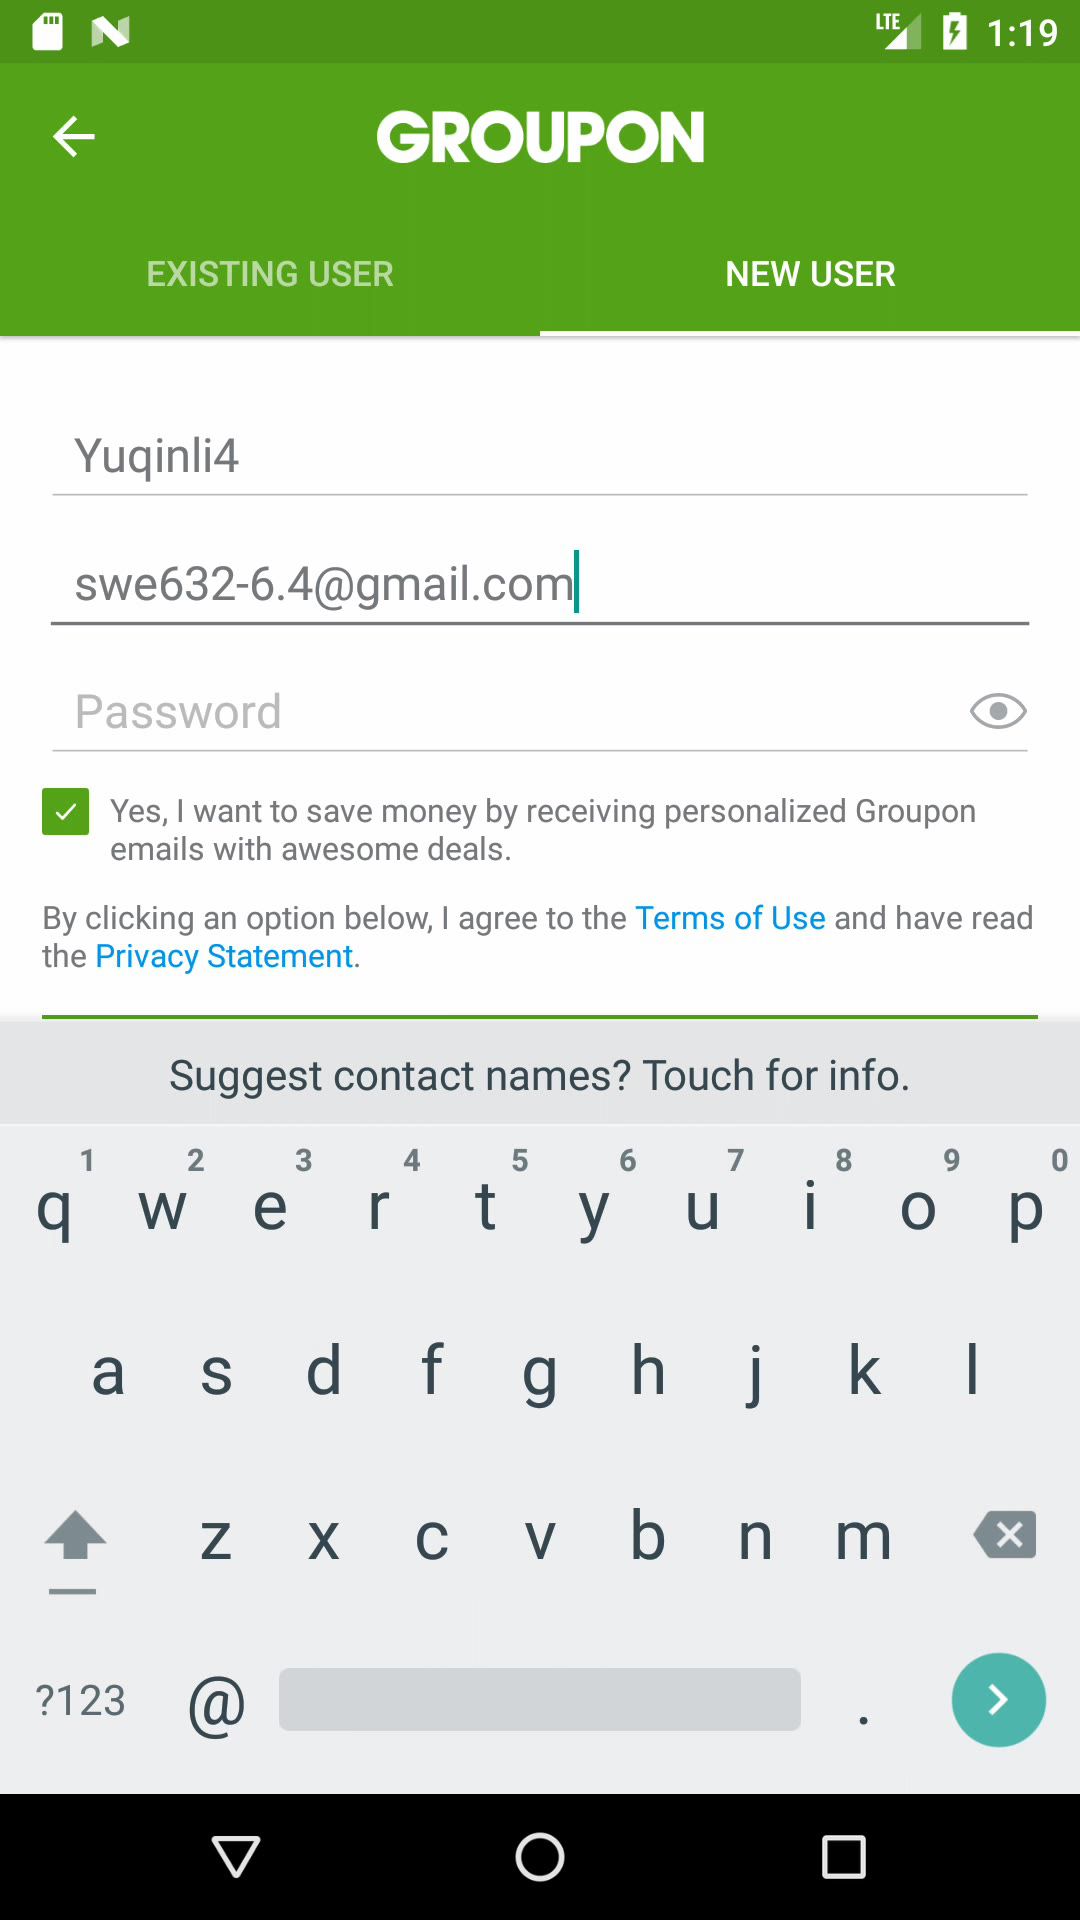 LTE 1:19
GROUPON
EXISTING USER NEW USER
Yuqinli4
swe632-6.4@gmail.com
Password
Yes, I want to save money by receiving personalized Groupon
emails with awesome deals.
By clicking an option below, I agree to the Terms of Use and have read
the Privacy Statement.
Suggest contact names? Touch for info.
1 2 3 4 5 6 7 8 9 0
q w e r t y u i o p
a s d f g h j k l
z x c v b n m
?123 @ .